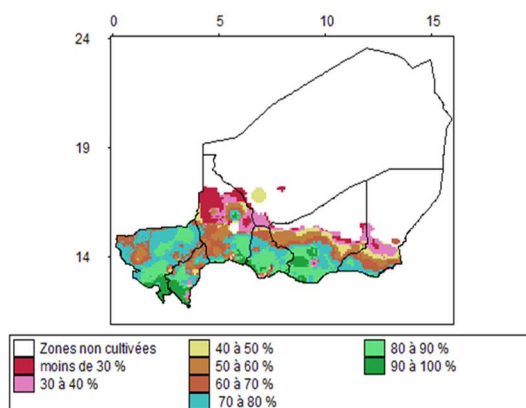 0 5 10 15
24
19
14
Zones non cultivées 40 à 50 % 80 à 90 %
moins de 30 % 50 à 60 % 90 à 100 %
30 à 40 % 60 à 70 %
70 à 80 %